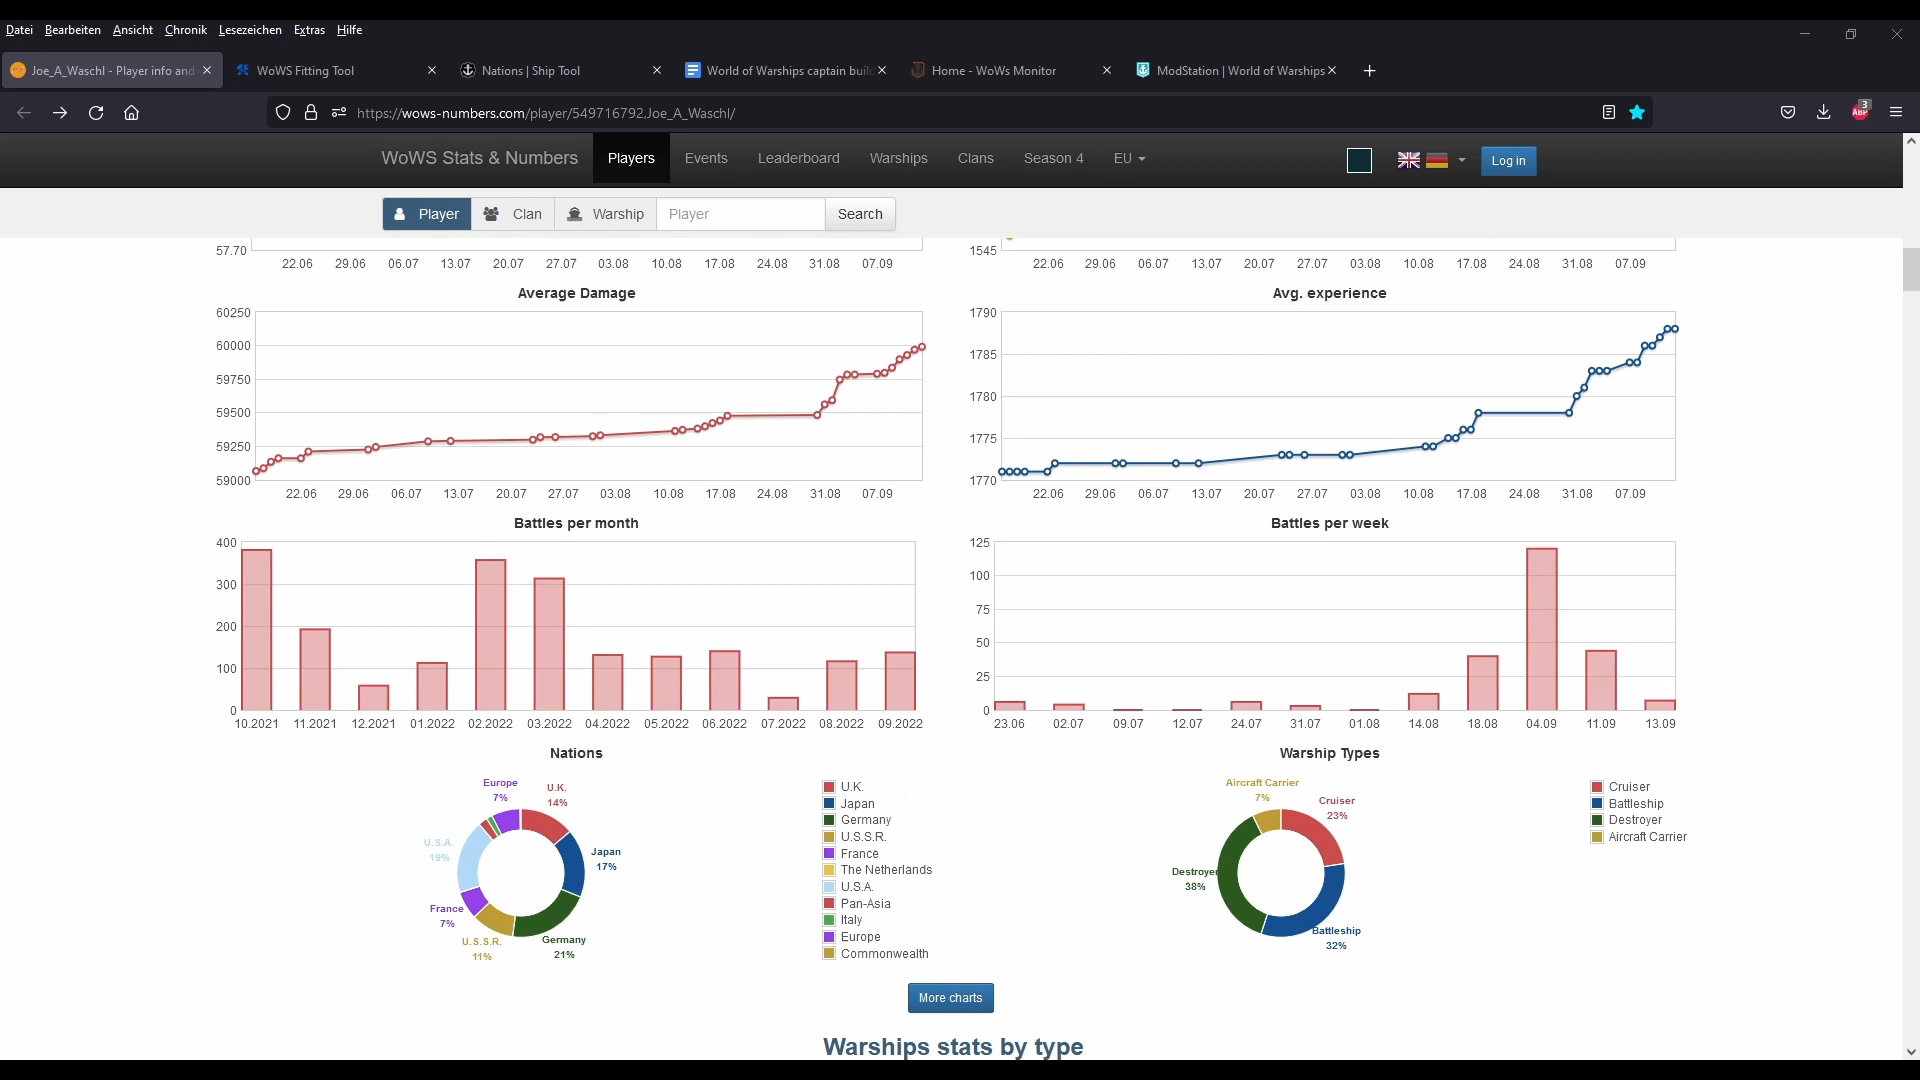 Datei Bearbeiten Ansicht Chronik Lesezeichen Extras Hilfe
Joe_A_Waschl - Player info and WoWS Fitting Tool Nations | Ship Tool World of Warships captain build Home - WoWs Monitor ModStation | World of Warships
https://wows-numbers.com/player/549716792,Joe_A_Waschl/ ABP 3
WoWS Stats & Numbers Players Events Leaderboard Warships Clans Season 4 EU Log in
Player Clan Warship Player Search
57.70 1545
22.06 29.06 06.07 13.07 20.07 27.07 03.08 10.08 17.08 24.08 31.08 07.09 22.06 29.06 06.07 13.07 20.07 27.07 03.08 10.08 17.08 24.08 31.08 07.09
Average Damage Avg. experience
60250 1790
60000 1785
59750
59500 1780
59250 1775
59000 1770
22.06 29.06 06.07 13.07 20.07 27.07 03.08 10.08 17.08 24.08 31.08 07.09 22.06 29.06 06.07 13.07 20.07 27.07 03.08 10.08 17.08 24.08 31.08 07.09
Battles per month Battles per week
400 125
300 100
75
200 50
100 25
0 0
10.2021 11.2021 12.2021 01.2022 02.2022 03.2022 04.2022 05.2022 06.2022 07.2022 08.2022 09.2022 23.06 02.07 09.07 12.07 24.07 31.07 01.08 14.08 18.08 04.09 11.09 13.09
Nations Warship Types
Europe
7%
U.K.
14%
U.S.A.
19%
Japan
17%
France
7%
U.S.S.R.
11%
Germany
21%
U.K.
Japan
Germany
U.S.S.R.
France
The Netherlands
U.S.A.
Pan-Asia
Italy
Europe
Commonwealth
Aircraft Carrier
7%
Cruiser
23%
Destroyer
38%
Battleship
32%
Cruiser
Battleship
Destroyer
Aircraft Carrier
More charts
Warships stats by type